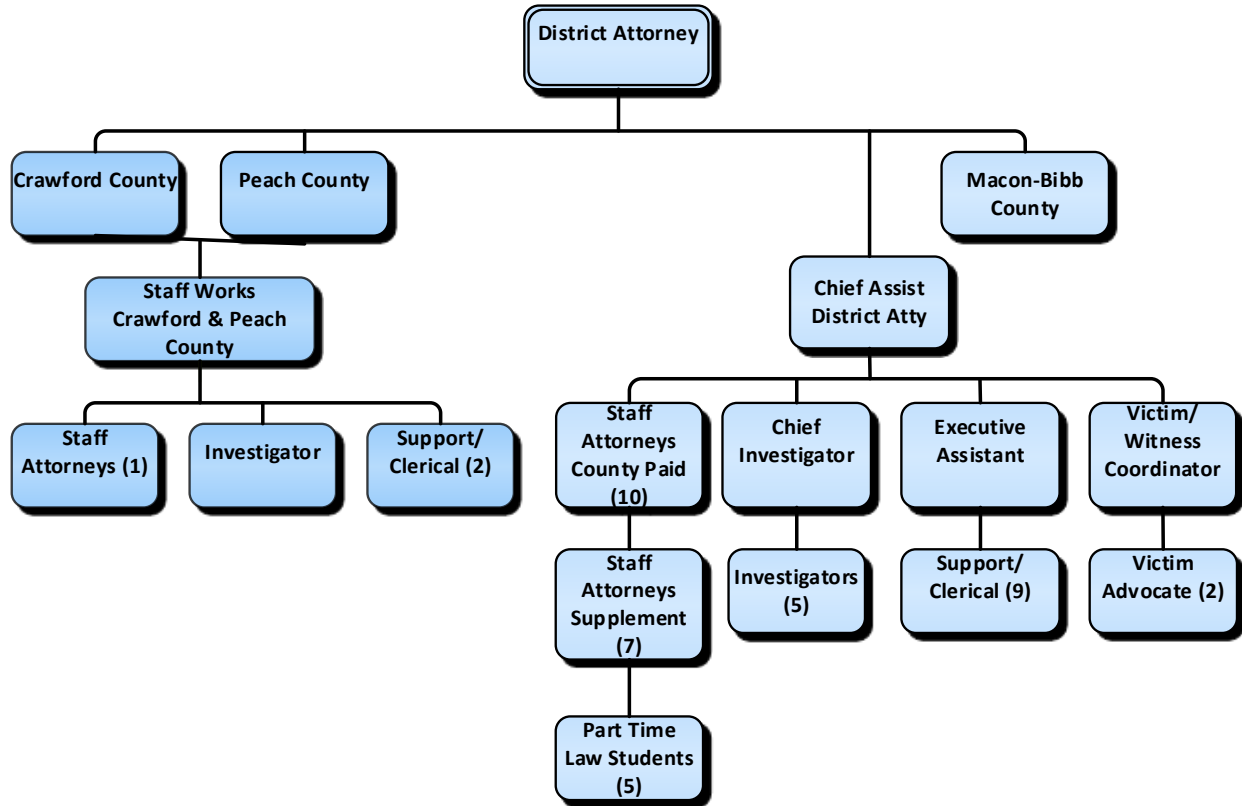 District Attorney
Crawford County
Peach County
Macon-Bibb
County
Staff Works
Crawford & Peach
County
Chief Assist
District Atty
Staff
Attorneys (1)
Investigator
Support/
Clerical (2)
Staff
Attorneys
County Paid
(10)
Chief
Investigator
Executive
Assistant
Victim/
Witness
Coordinator
Staff
Attorneys
Supplement
(7)
Investigators
(5)
Support/
Clerical (9)
Victim
Advocate (2)
Part Time
Law Students
(5)